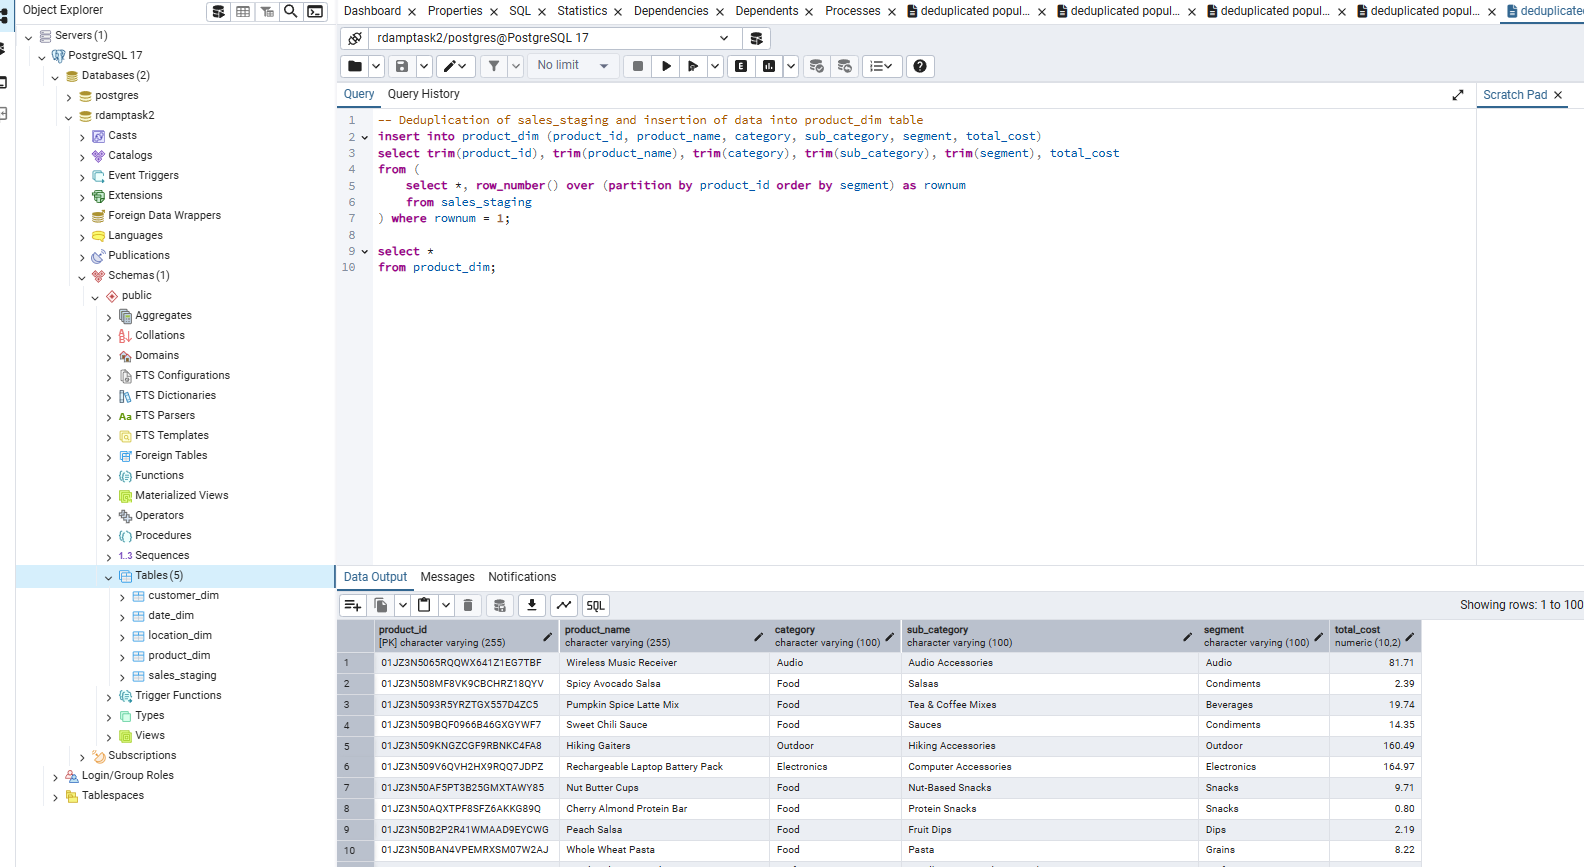 Object Explorer
Dashboard
Properties
SQL
Statistics
Dependencies
Dependents
Processes
deduplicated popul...
deduplicated popul...
deduplicated popul...
deduplicated popul...
deduplicated
Servers (1)
PostgreSQL 17
Databases (2)
postgres
rdamptask2
Casts
Catalogs
Event Triggers
Extensions
Foreign Data Wrappers
Languages
Publications
Schemas (1)
public
Aggregates
Collations
Domains
FTS Configurations
FTS Dictionaries
Aa FTS Parsers
FTS Templates
Foreign Tables
Functions
Materialized Views
Operators
Procedures
1..3 Sequences
Tables (5)
customer_dim
date_dim
location_dim
product_dim
sales_staging
Trigger Functions
Types
Views
Subscriptions
Login/Group Roles
Tablespaces
rdamptask2/postgres@PostgreSQL 17
No limit
E
Query
Query History
Scratch Pad
1 -- Deduplication of sales_staging and insertion of data into product_dim table
2 insert into product_dim (product_id, product_name, category, sub_category, segment, total_cost)
3 select trim(product_id), trim(product_name), trim(category), trim(sub_category), trim(segment), total_cost
4 from (
5 select *, row_number() over (partition by product_id order by segment) as rownum
6 from sales_staging
7 ) where rownum = 1;
8
9 select *
10 from product_dim;
Data Output
Messages
Notifications
SQL
Showing rows: 1 to 100
product_id product_name category sub_category segment total_cost
[PK] character varying (255) character varying (255) character varying (100) character varying (100) character varying (100) numeric (10,2)
1 01JZ3N5065RQQWX641Z1EG7TBF Wireless Music Receiver Audio Audio Accessories Audio 81.71
2 01JZ3N508MF8VK9CBCHRZ18QYV Spicy Avocado Salsa Food Salsas Condiments 2.39
3 01JZ3N5093R5YRZTGX557D4ZC5 Pumpkin Spice Latte Mix Food Tea & Coffee Mixes Beverages 19.74
4 01JZ3N509BQF0966B46GXGYWF7 Sweet Chili Sauce Food Sauces Condiments 14.35
5 01JZ3N509KNGZCGF9RBNKC4FA8 Hiking Gaiters Outdoor Hiking Accessories Outdoor 160.49
6 01JZ3N509V6QVH2HX9RQQ7JDPZ Rechargeable Laptop Battery Pack Electronics Computer Accessories Electronics 164.97
7 01JZ3N50AF5PT3B25GMXTAWY85 Nut Butter Cups Food Nut-Based Snacks Snacks 9.71
8 01JZ3N50AQXTPF8SFZ6AKKG89Q Cherry Almond Protein Bar Food Protein Snacks Snacks 0.80
9 01JZ3N50B2P2R41WMAAD9EYCWG Peach Salsa Food Fruit Dips Dips 2.19
10 01JZ3N50BAN4VPEMRXSM07W2AJ Whole Wheat Pasta Food Pasta Grains 8.22